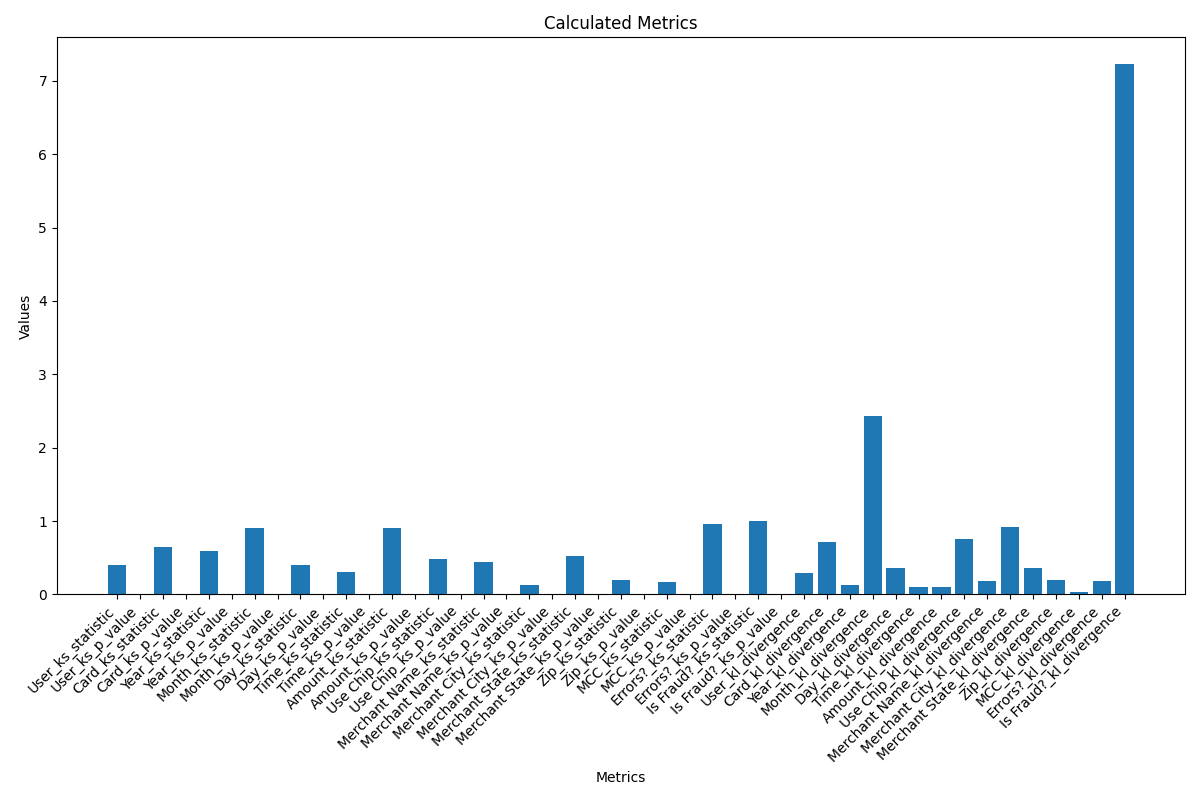 Calculated Metrics
Values
7
6
5
4
3
2
1
0
User_ks_statistic
User_ks_p_value
Card_ks_statistic
Card_ks_p_value
Year_ks_statistic
Year_ks_p_value
Month_ks_statistic
Month_ks_p_value
Day_ks_statistic
Day_ks_p_value
Time_ks_statistic
Time_ks_p_value
Amount_ks_statistic
Amount_ks_p_value
Use Chip_ks_statistic
Use Chip_ks_p_value
Merchant Name_ks_statistic
Merchant Name_ks_p_value
Merchant City_ks_statistic
Merchant City_ks_p_value
Merchant State_ks_statistic
Merchant State_ks_p_value
Zip_ks_statistic
Zip_ks_p_value
MCC_ks_statistic
MCC_ks_p_value
Errors?_ks_statistic
Errors?_ks_p_value
Is Fraud?_ks_statistic
Is Fraud?_ks_p_value
User_kl_divergence
Card_kl_divergence
Year_kl_divergence
Month_kl_divergence
Day_kl_divergence
Time_kl_divergence
Amount_kl_divergence
Use Chip_kl_divergence
Merchant Name_kl_divergence
Merchant City_kl_divergence
Merchant State_kl_divergence
Zip_kl_divergence
MCC_kl_divergence
Errors?_kl_divergence
Is Fraud?_kl_divergence
Metrics